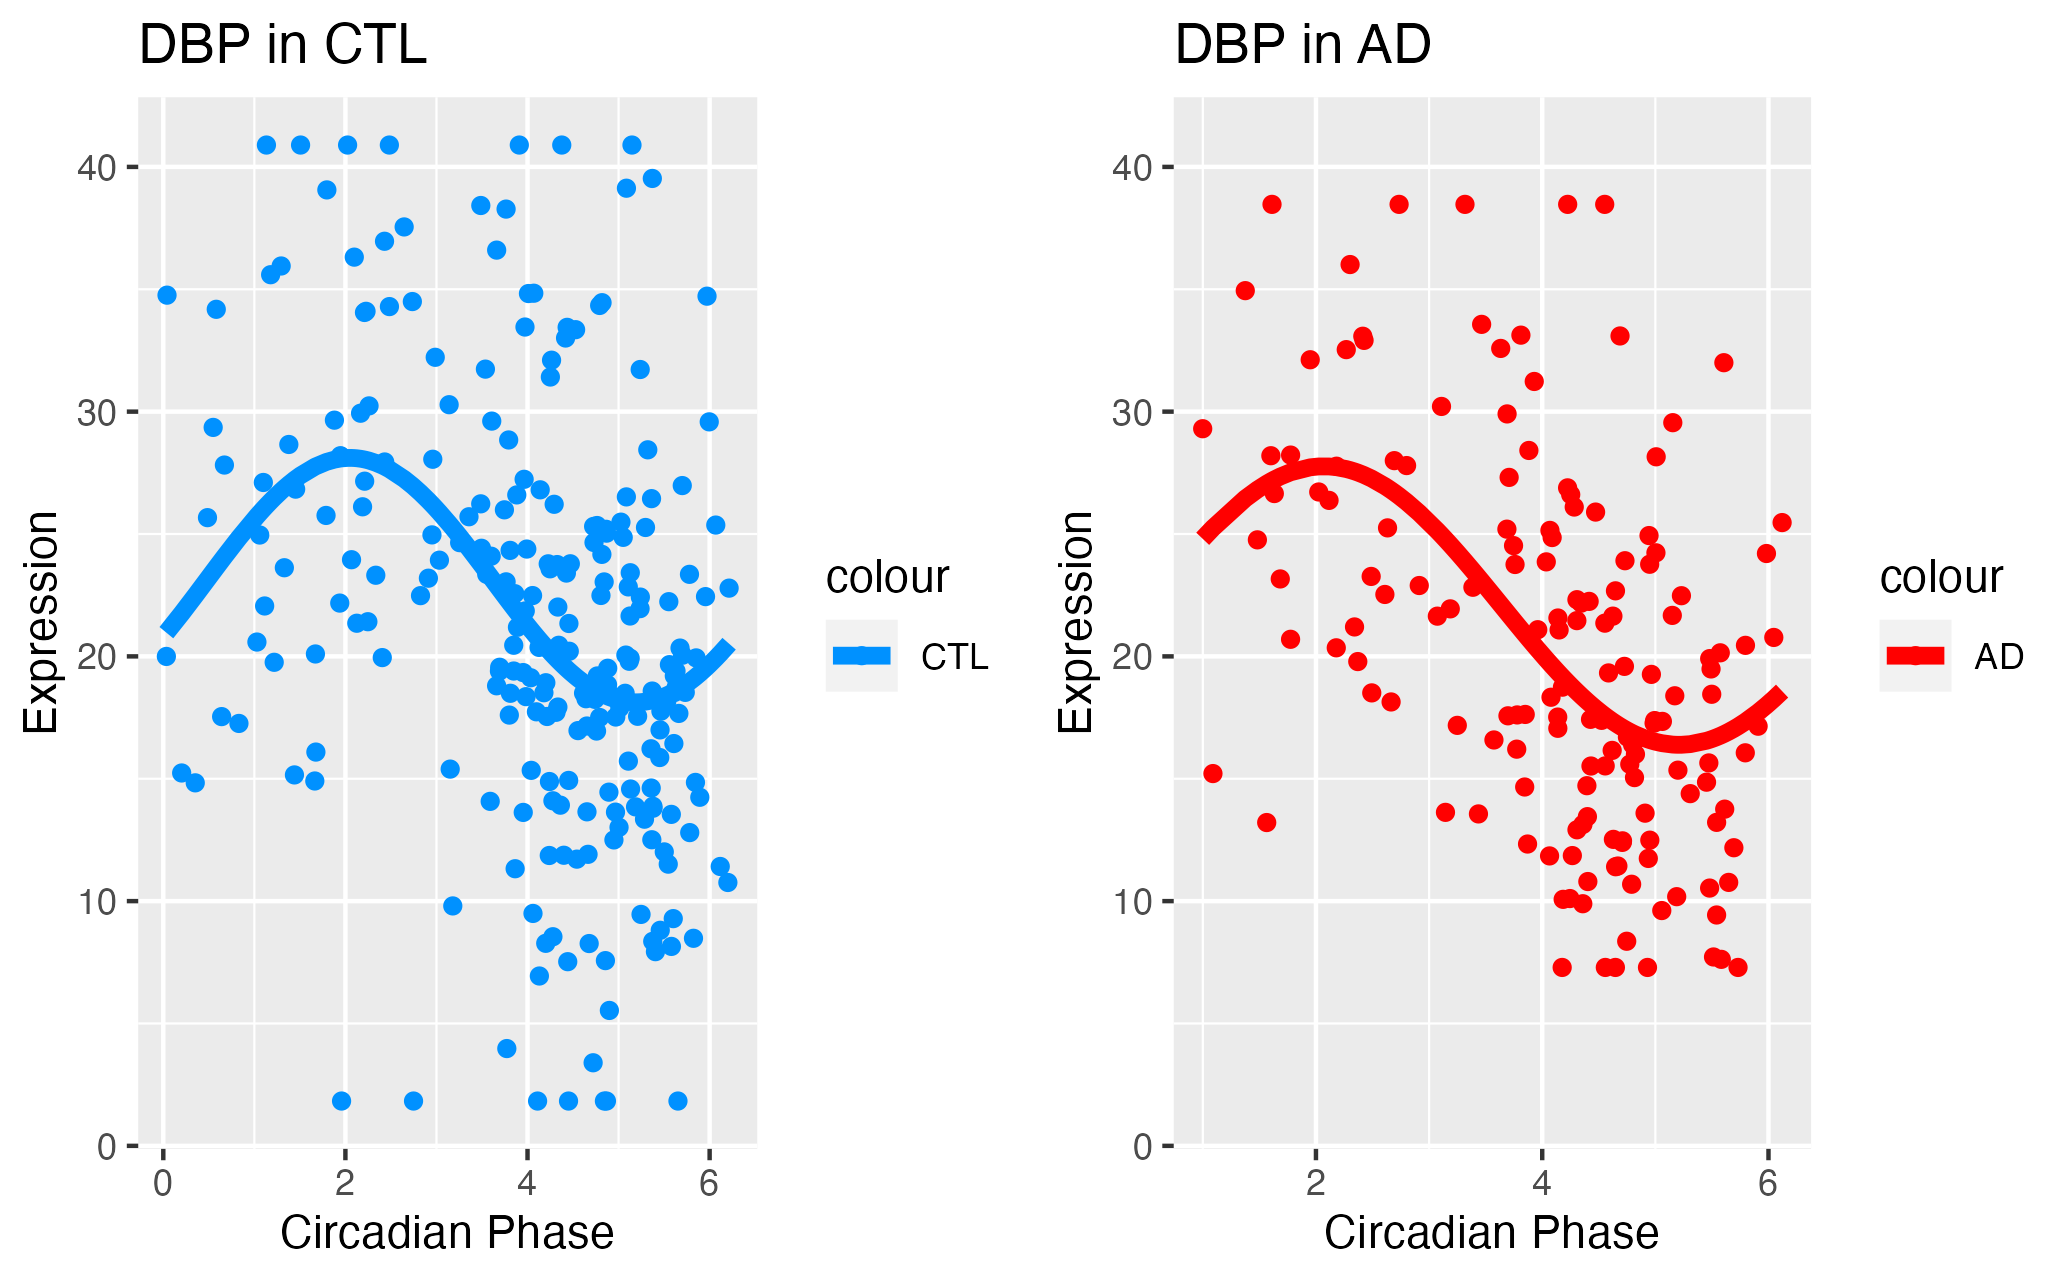 DBP in CTL
40
30
20
10
0
0 2 4 6
Expression
Circadian Phase
colour
CTL
DBP in AD
40
30
20
10
0
2 4 6
Expression
Circadian Phase
colour
AD